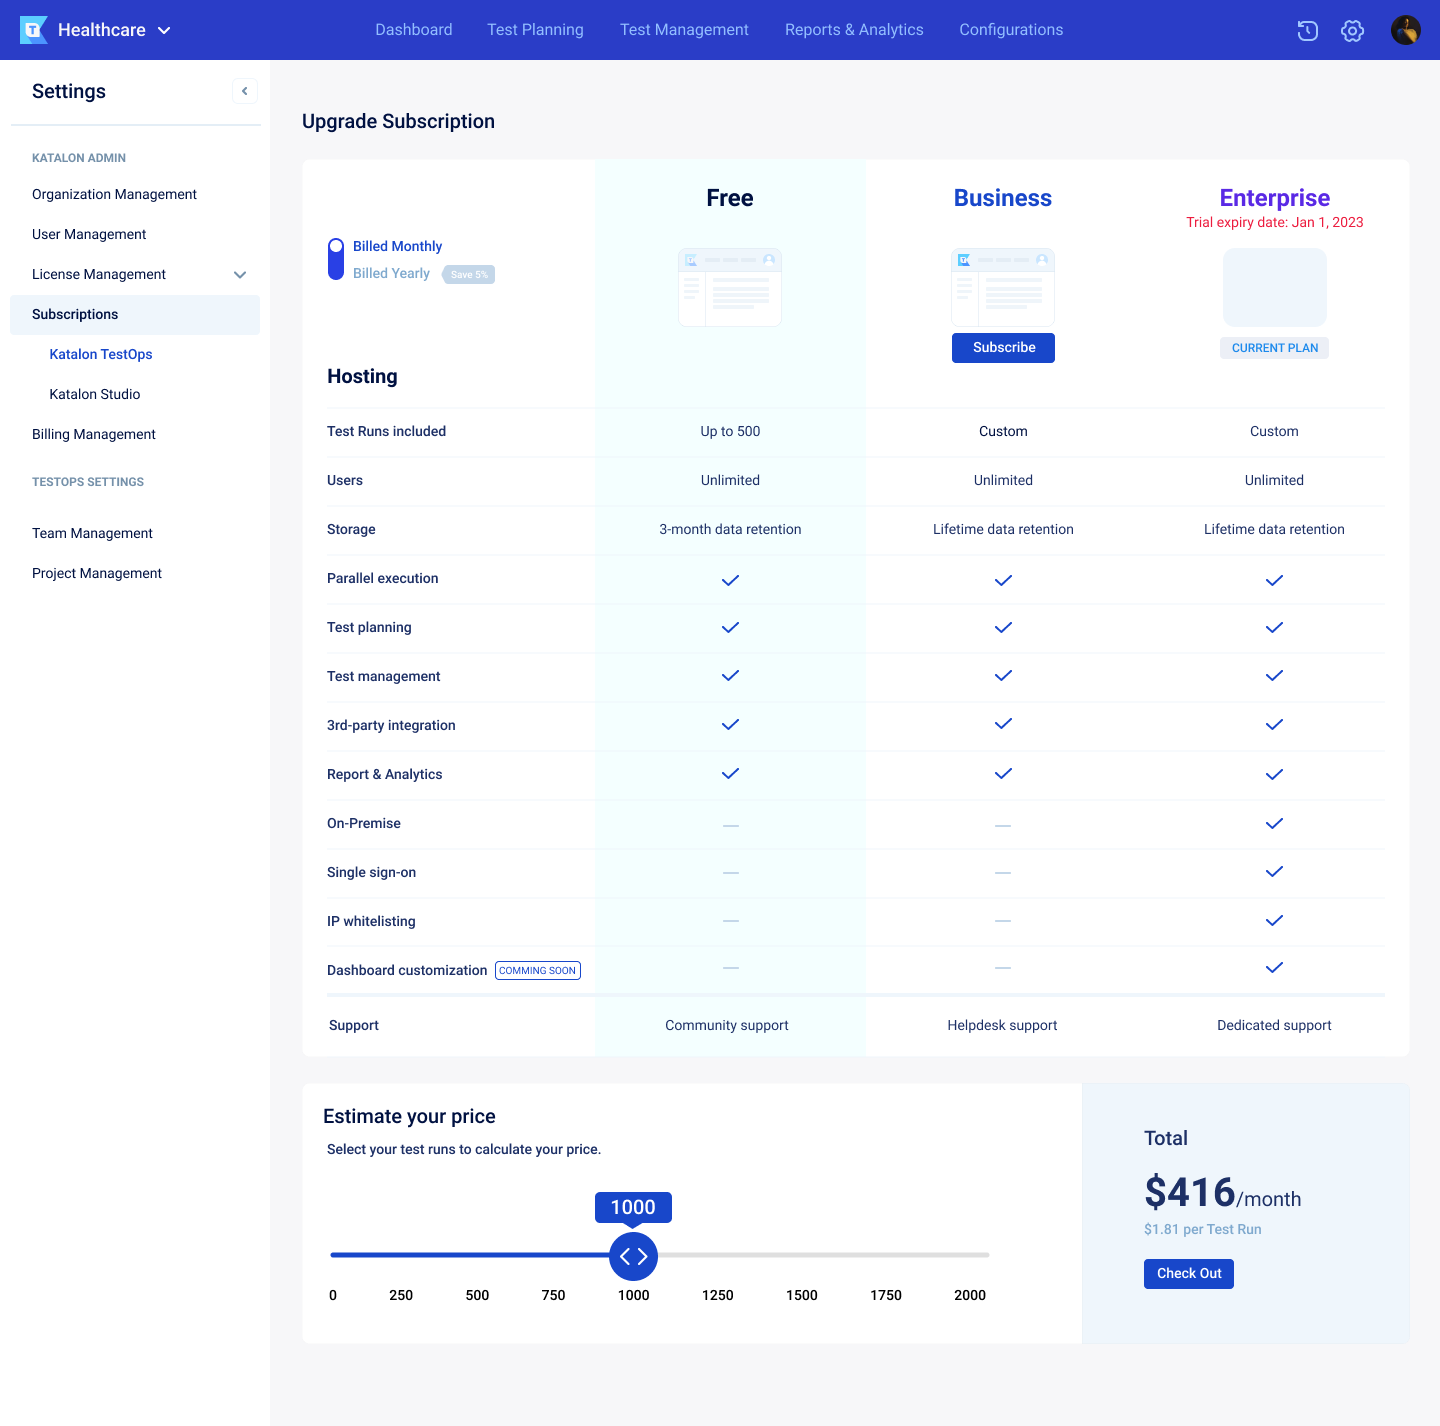 Healthcare
Dashboard
Test Planning
Test Management
Reports & Analytics
Configurations
Settings
KATALON ADMIN
Organization Management
User Management
License Management
Subscriptions
Katalon TestOps
Katalon Studio
Billing Management
TESTOPS SETTINGS
Team Management
Project Management
Upgrade Subscription
Free
Business
Enterprise
Trial expiry date: Jan 1, 2023
Billed Monthly
Billed Yearly
Save 5%
Subscribe
CURRENT PLAN
Hosting
Test Runs included
Up to 500
Custom
Custom
Users
Unlimited
Unlimited
Unlimited
Storage
3-month data retention
Lifetime data retention
Lifetime data retention
Parallel execution
Test planning
Test management
3rd-party integration
Report & Analytics
On-Premise
Single sign-on
IP whitelisting
Dashboard customization
COMMING SOON
Support
Community support
Helpdesk support
Dedicated support
Estimate your price
Select your test runs to calculate your price.
1000
0
250
500
750
1000
1250
1500
1750
2000
Total
$416/month
$1.81 per Test Run
Check Out